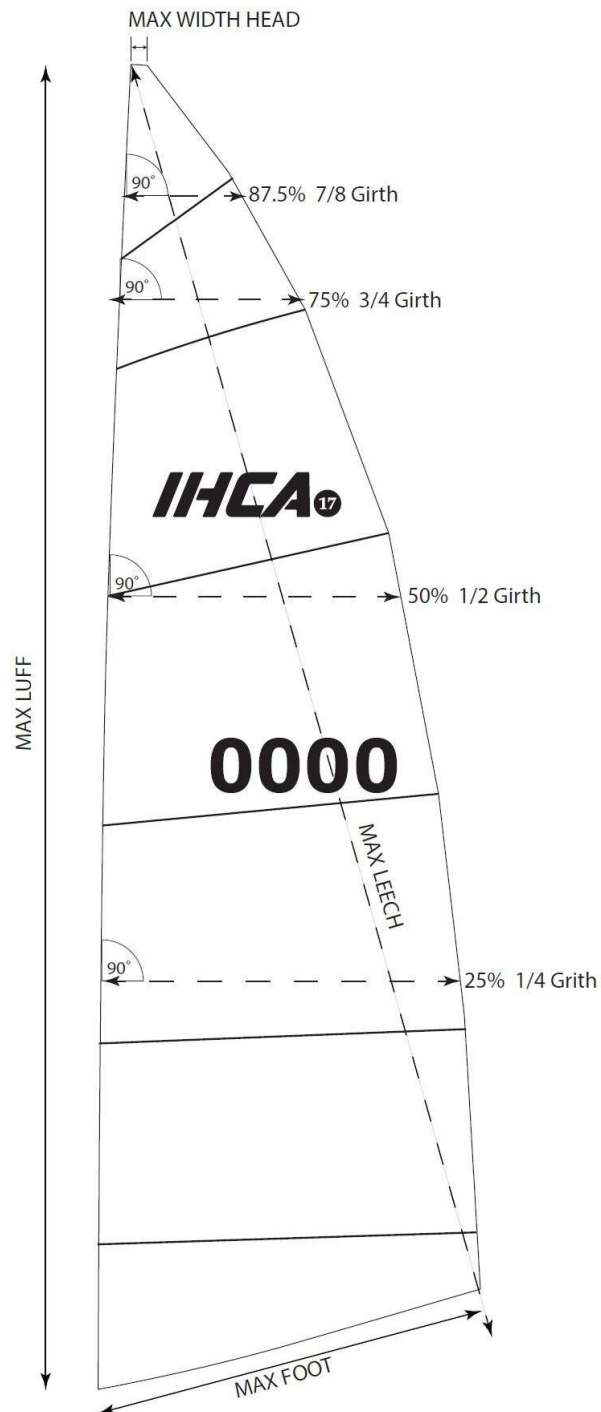 MAX WIDTH HEAD
90°
87.5% 7/8 Girth
90°
75% 3/4 Girth
IHCA 17
90°
50% 1/2 Girth
MAX LUFF
0000
MAX LEECH
90°
25% 1/4 Grith
MAX FOOT